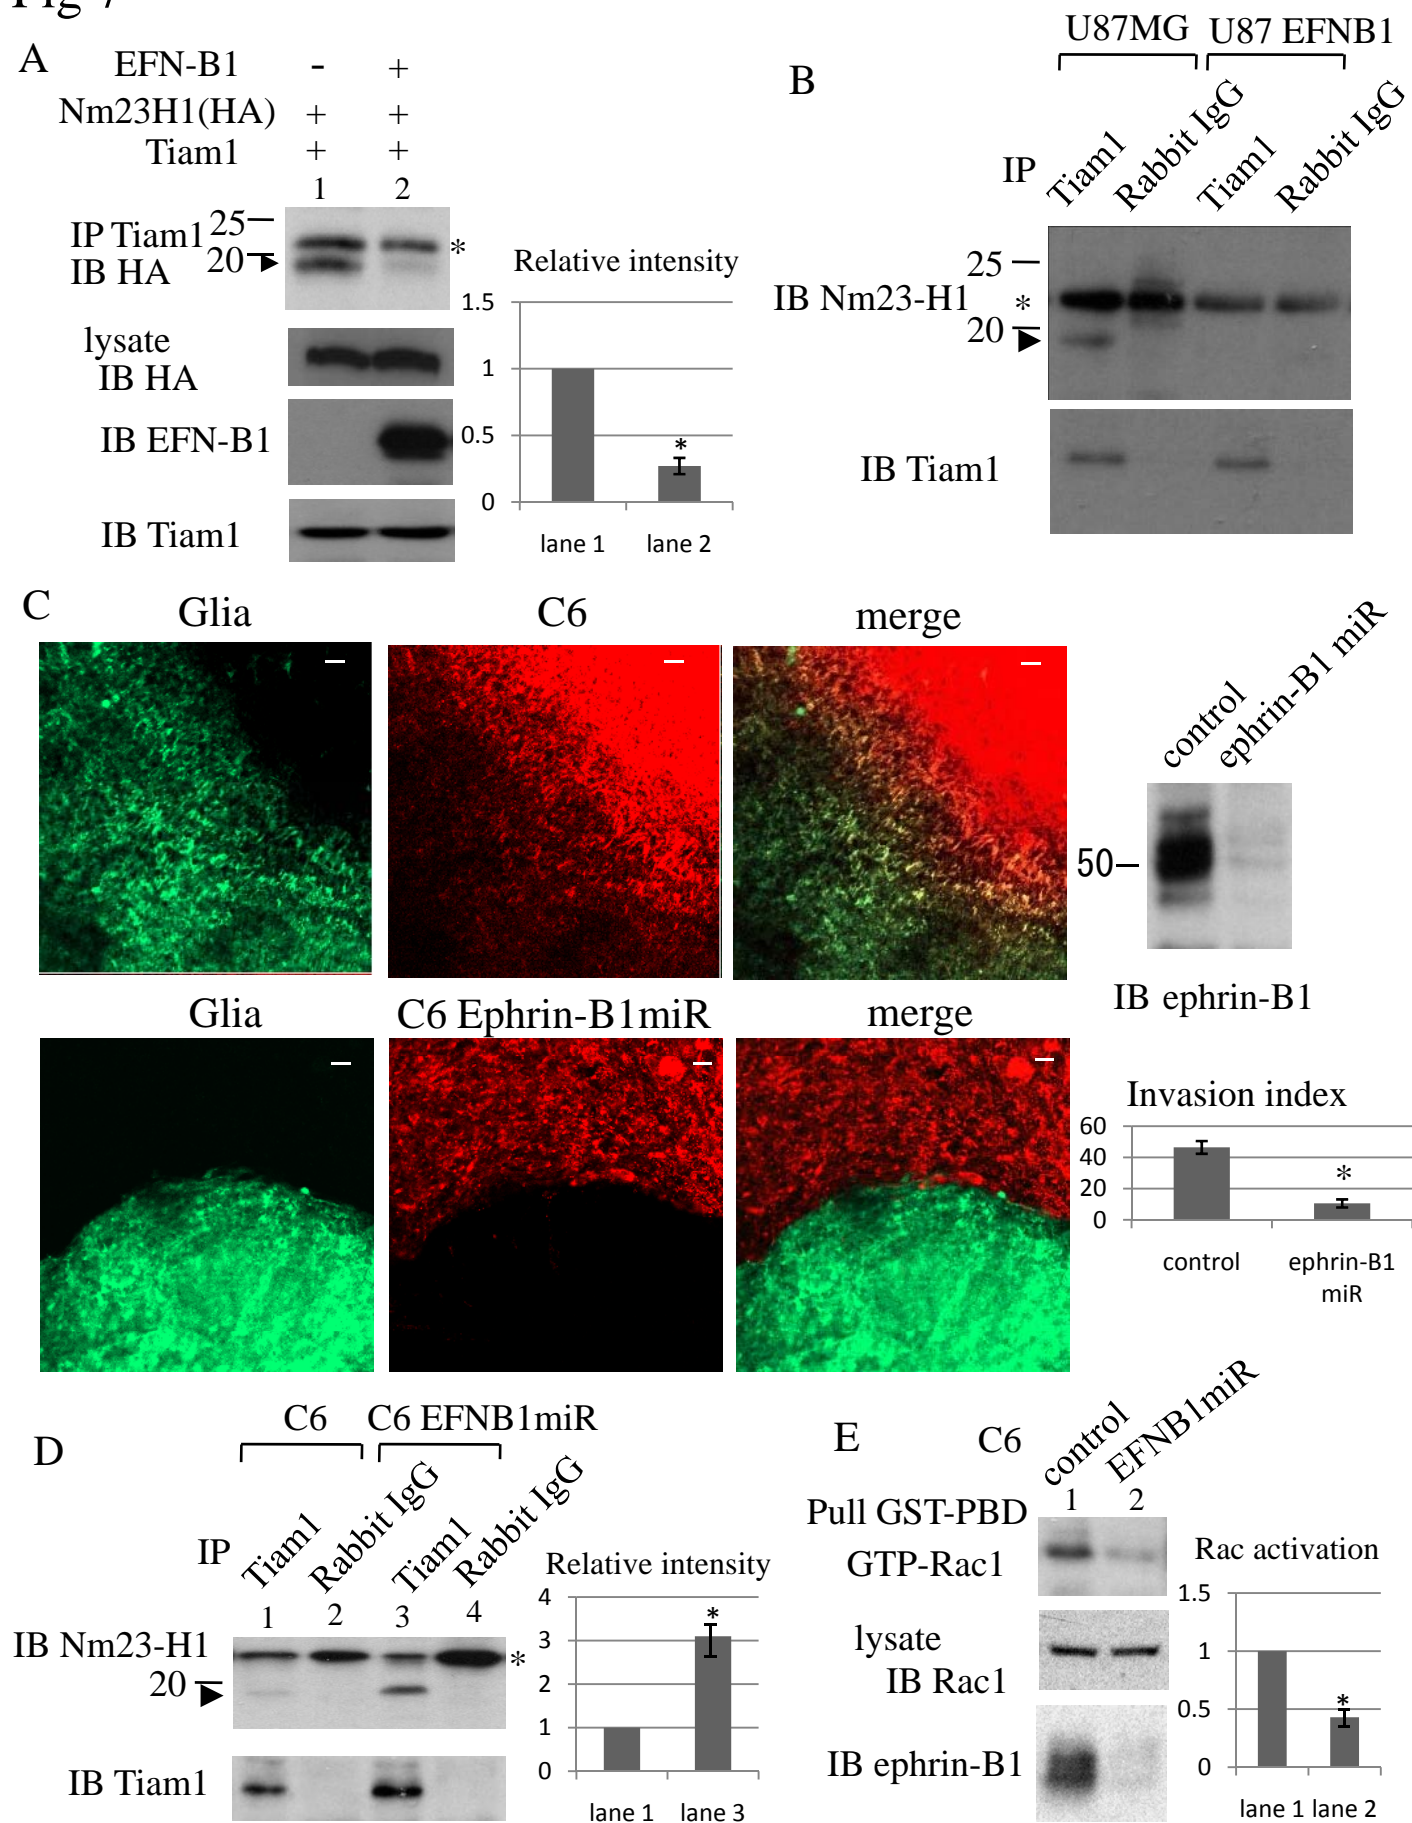 Fig 7
A
EFN-B1 - +
Nm23H1(HA) + +
Tiam1 + +
1 2
IP Tiam1 25
IB HA 20 *
lysate
IB HA
IB EFN-B1
IB Tiam1
Relative intensity
1.5
1
0.5
0
*
lane 1 lane 2
B
U87MG U87 EFNB1
IP Tiam1 Rabbit IgG Tiam1 Rabbit IgG
25
IB Nm23-H1 *
20
IB Tiam1
C
Glia C6 merge
Glia C6 Ephrin-B1miR merge
control ephrin-B1 miR
50
IB ephrin-B1
Invasion index
60
40
20
0
*
control ephrin-B1
miR
D
C6 C6 EFNB1miR
IP Tiam1 Rabbit IgG Tiam1 Rabbit IgG
1 2 3 4
IB Nm23-H1 *
20
IB Tiam1
Relative intensity
4
3
2
1
0
*
lane 1 lane 3
E
C6 control EFNB1miR
1 2
Pull GST-PBD
GTP-Rac1
lysate
IB Rac1
IB ephrin-B1
Rac activation
1.5
1
0.5
0
*
lane 1 lane 2